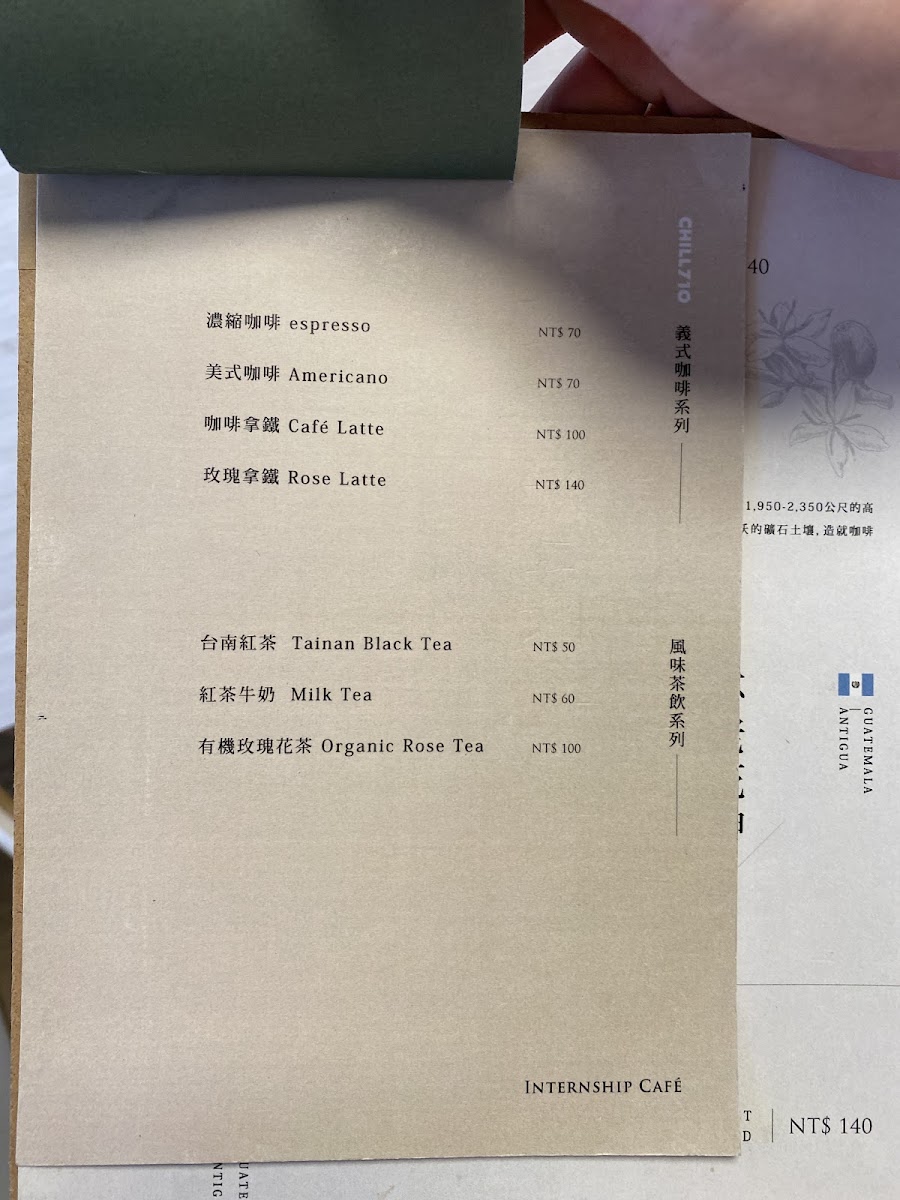 CHILL710
義式咖啡系列
濃縮咖啡 espresso NT$ 70
美式咖啡 Americano NT$ 70
咖啡拿鐵 Café Latte NT$ 100
玫瑰拿鐵 Rose Latte NT$ 140
風味茶飲系列
台南紅茶 Tainan Black Tea NT$ 50
紅茶牛奶 Milk Tea NT$ 60
有機玫瑰花茶 Organic Rose Tea NT$ 100
INTERNSHIP CAFÉ
40
1,950-2,350公尺的高
的礦石土壤, 造就咖啡
GUATEMALA
ANTIGUA
T
D
NT$ 140
UATE
NTIG